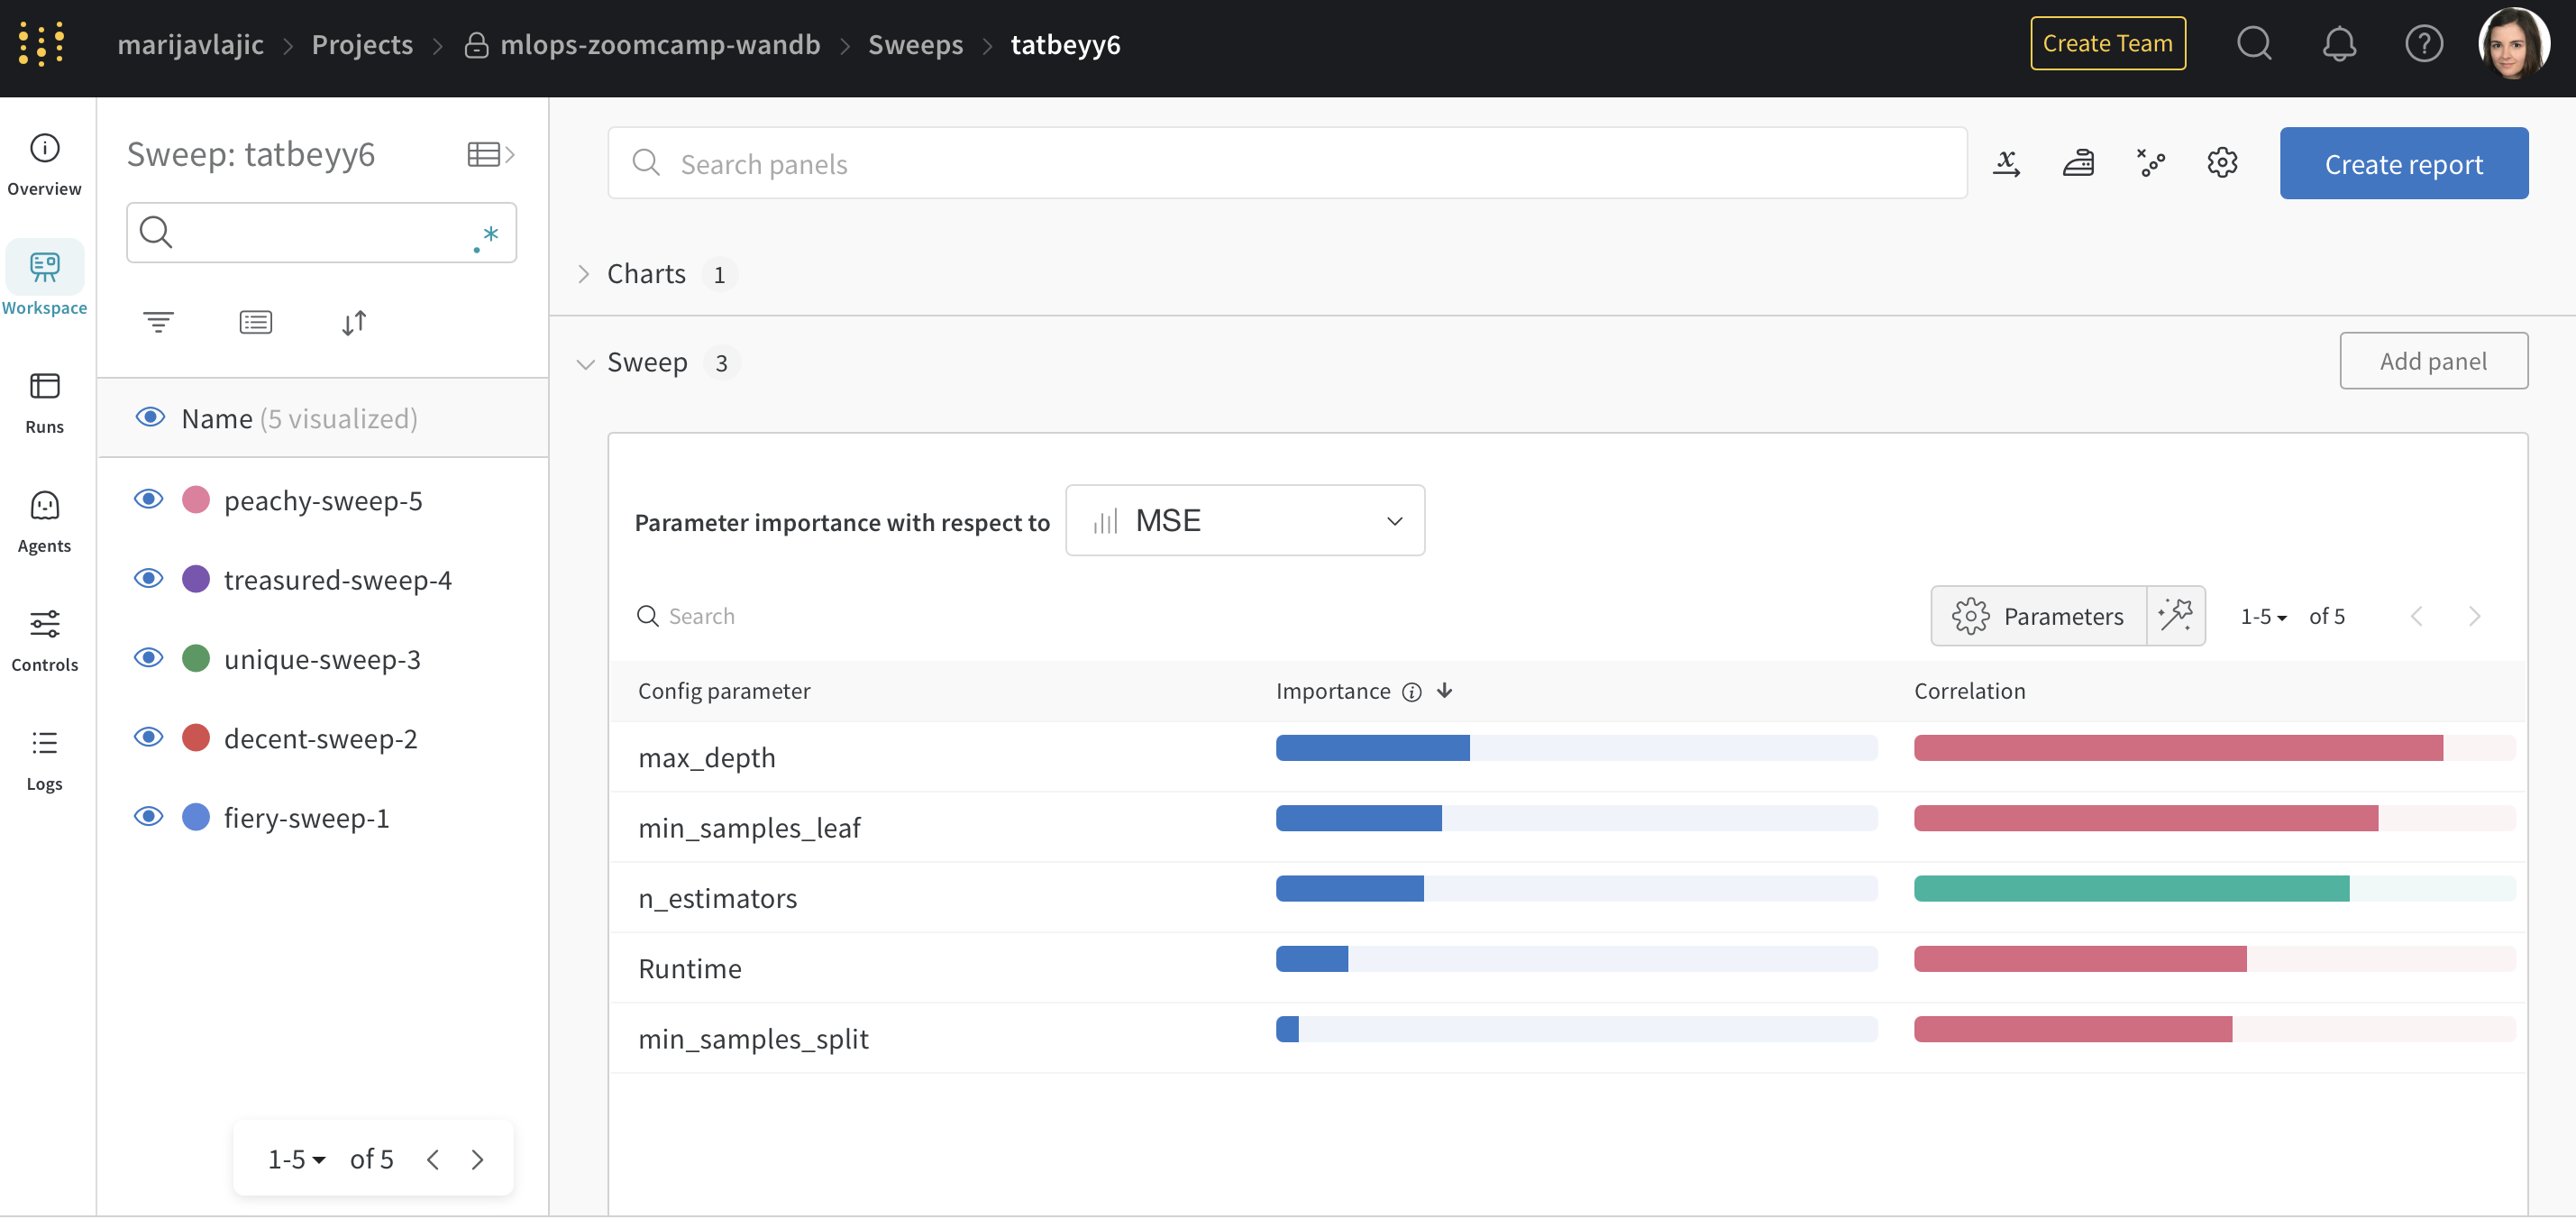 marijavlajic > Projects > mlops-zoomcamp-wandb > Sweeps > tatbeyy6
Create Team
Overview
Workspace
Runs
Agents
Controls
Logs
Sweep: tatbeyy6
.*
Name (5 visualized)
peachy-sweep-5
treasured-sweep-4
unique-sweep-3
decent-sweep-2
fiery-sweep-1
1-5 of 5
Search panels
Create report
Charts 1
Sweep 3
Add panel
Parameter importance with respect to MSE
Search
Parameters
1-5 of 5
Config parameter Importance Correlation
max_depth
min_samples_leaf
n_estimators
Runtime
min_samples_split